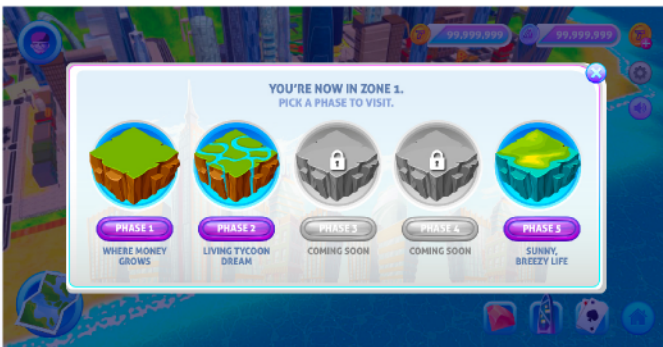 99,999,999
99,999,999
YOU'RE NOW IN ZONE 1.
PICK A PHASE TO VISIT.
PHASE 1
PHASE 2
PHASE 3
PHASE 4
PHASE 5
WHERE MONEY
GROWS
LIVING TYCOON
DREAM
COMING SOON
COMING SOON
SUNNY,
BREEZY LIFE